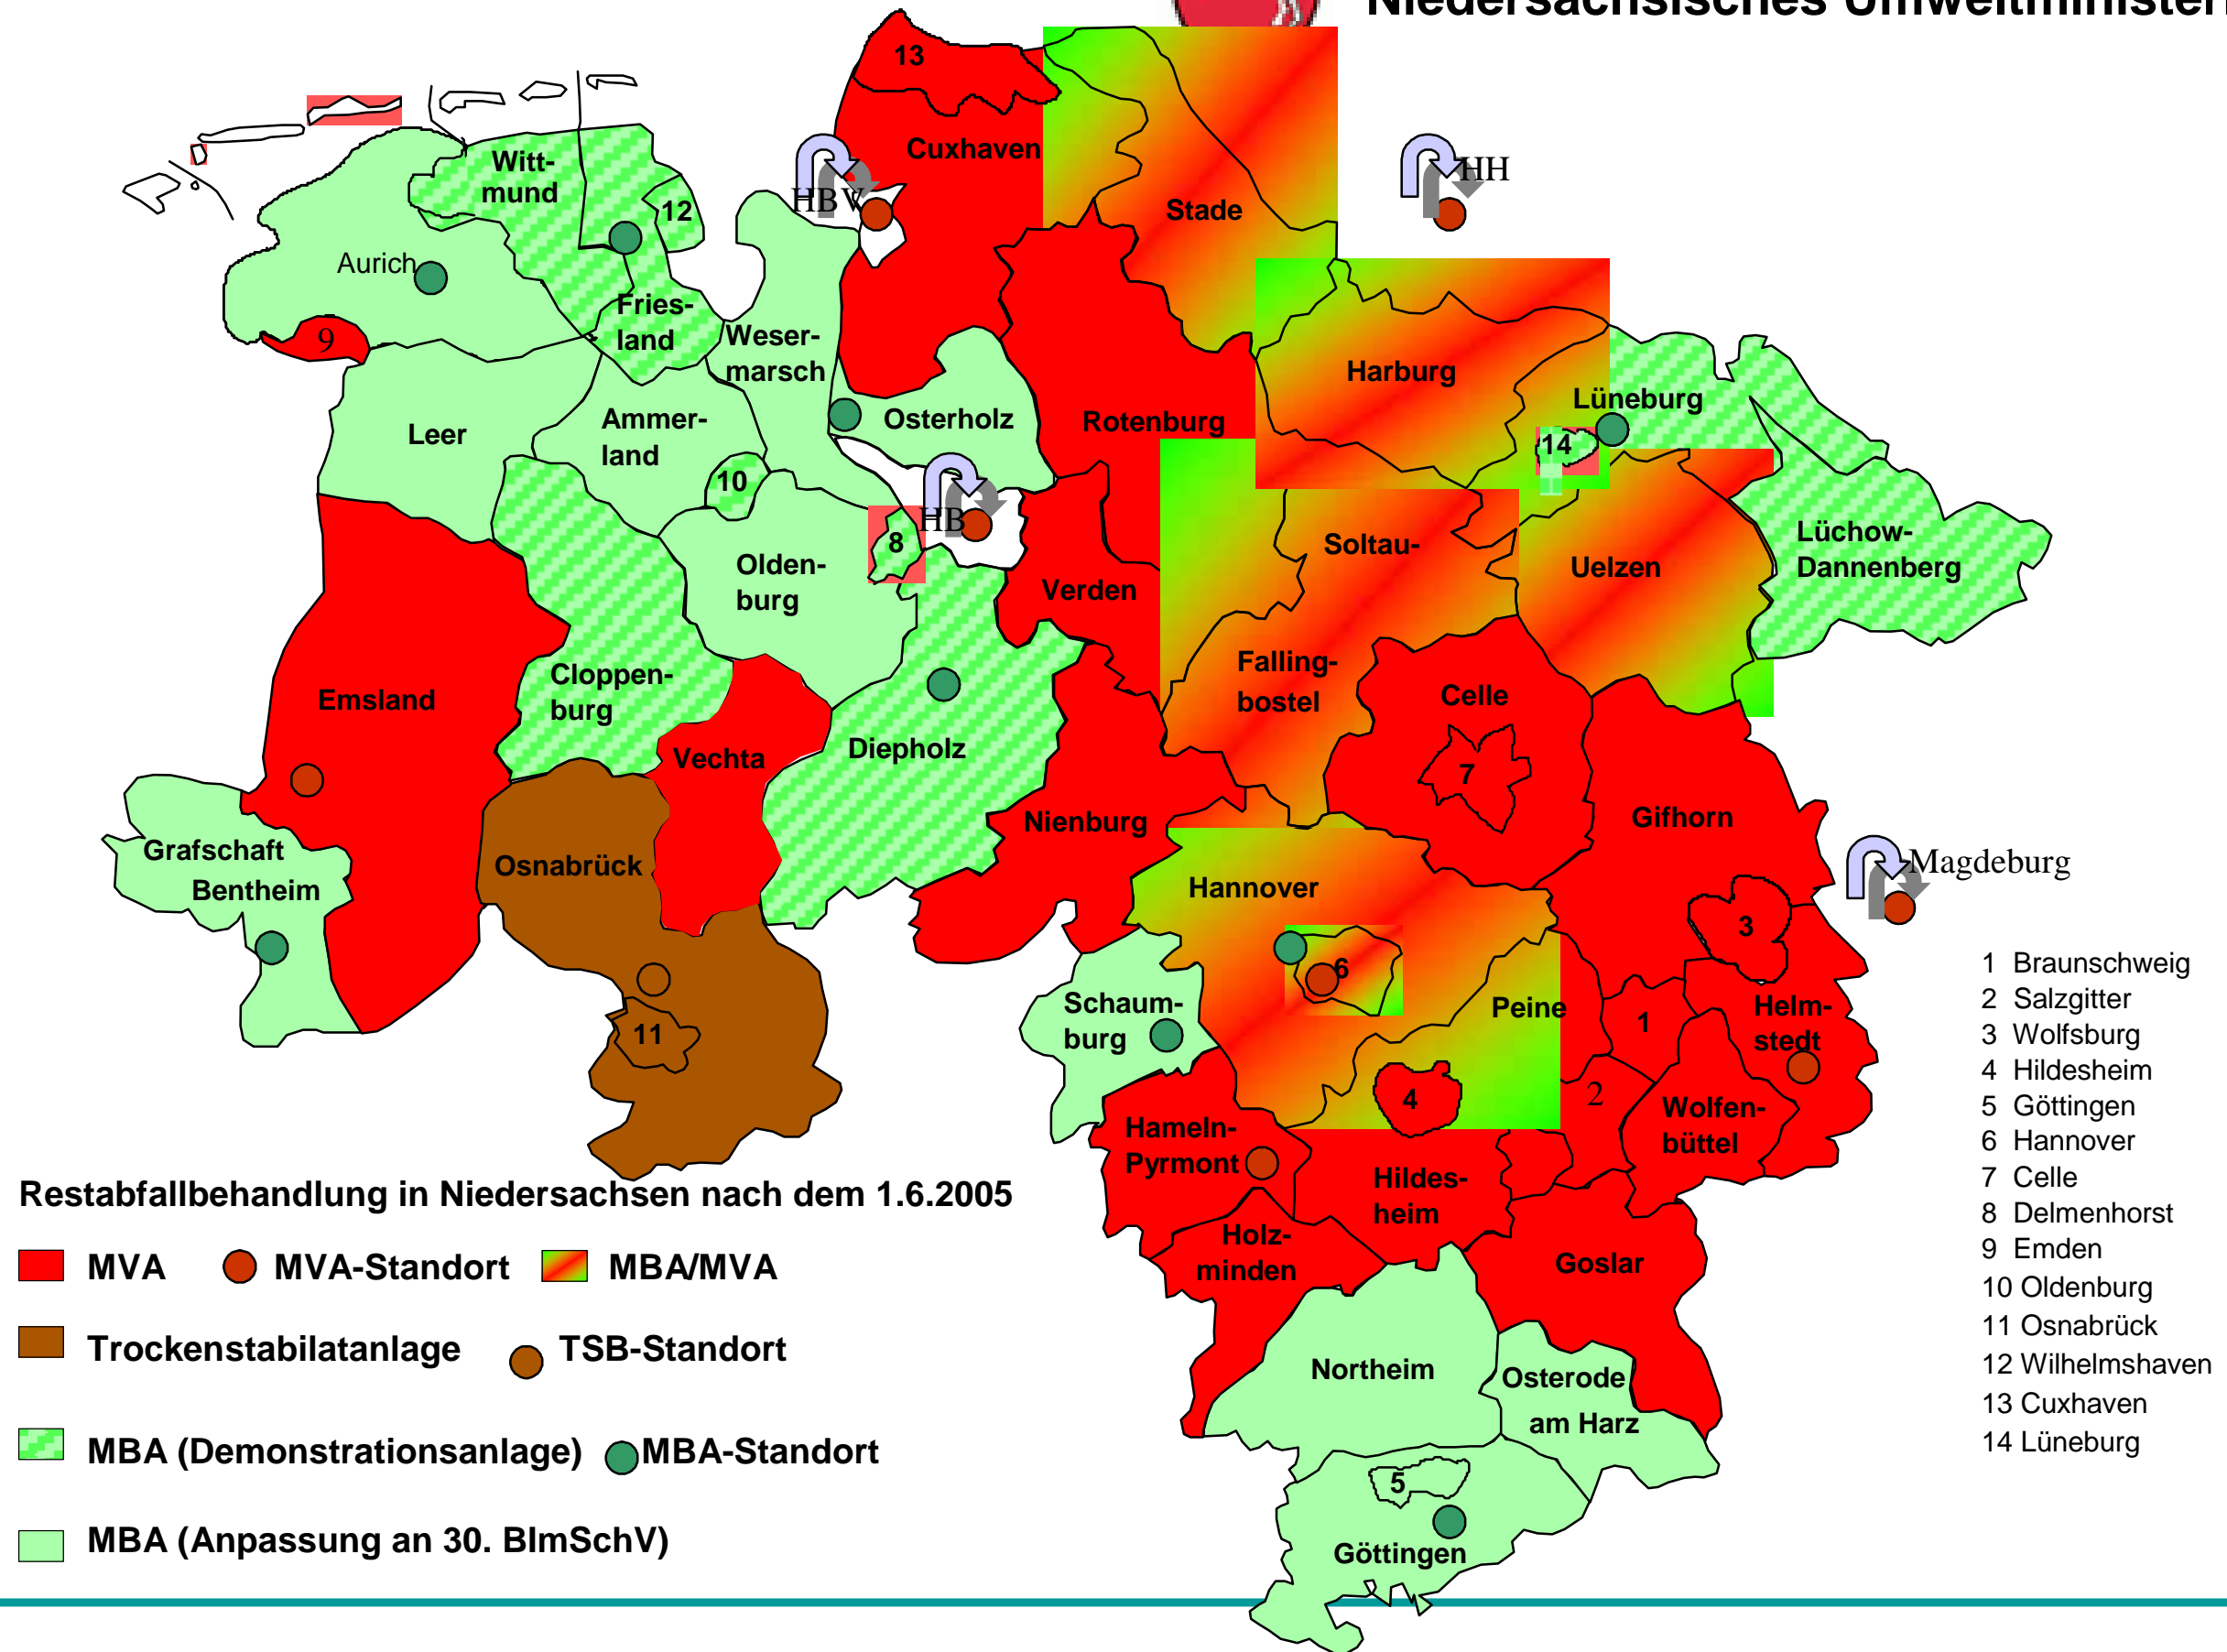 Niedersächsisches Umweltministeri
13
Cuxhaven
Witt-
mund
12
HBV
HH
Stade
Aurich
Fries-
land
9
Weser-
marsch
Harburg
Lüneburg
Leer
Ammer-
land
Osterholz
Rotenburg
14
10
HB
8
Olden-
burg
Verden
Soltau-
Falling-
bostel
Uelzen
Lüchow-
Dannenberg
Emsland
Cloppen-
burg
Vechta
Diepholz
Celle
7
Nienburg
Gifhorn
Grafschaft
Bentheim
Osnabrück
Hannover
Magdeburg
3
6
Schaum-
burg
Peine
1
Helm-
stedt
11
4
2
Wolfen-
büttel
Hameln-
Pyrmont
Hildes-
heim
Holz-
minden
Goslar
Northeim
Osterode
am Harz
5
Göttingen
1 Braunschweig
2 Salzgitter
3 Wolfsburg
4 Hildesheim
5 Göttingen
6 Hannover
7 Celle
8 Delmenhorst
9 Emden
10 Oldenburg
11 Osnabrück
12 Wilhelmshaven
13 Cuxhaven
14 Lüneburg
Restabfallbehandlung in Niedersachsen nach dem 1.6.2005
MVA MVA-Standort MBA/MVA
Trockenstabilatanlage TSB-Standort
MBA (Demonstrationsanlage) MBA-Standort
MBA (Anpassung an 30. BImSchV)